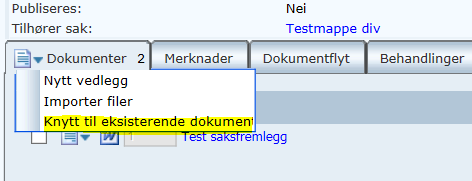 Publiseres: Nei
Tilhører sak: Testmappe div
Dokumenter 2 Merknader Dokumentflyt Behandlinger
Nytt vedlegg
Importer filer
Knytt til eksisterende dokument
1 Test saksfremlegg